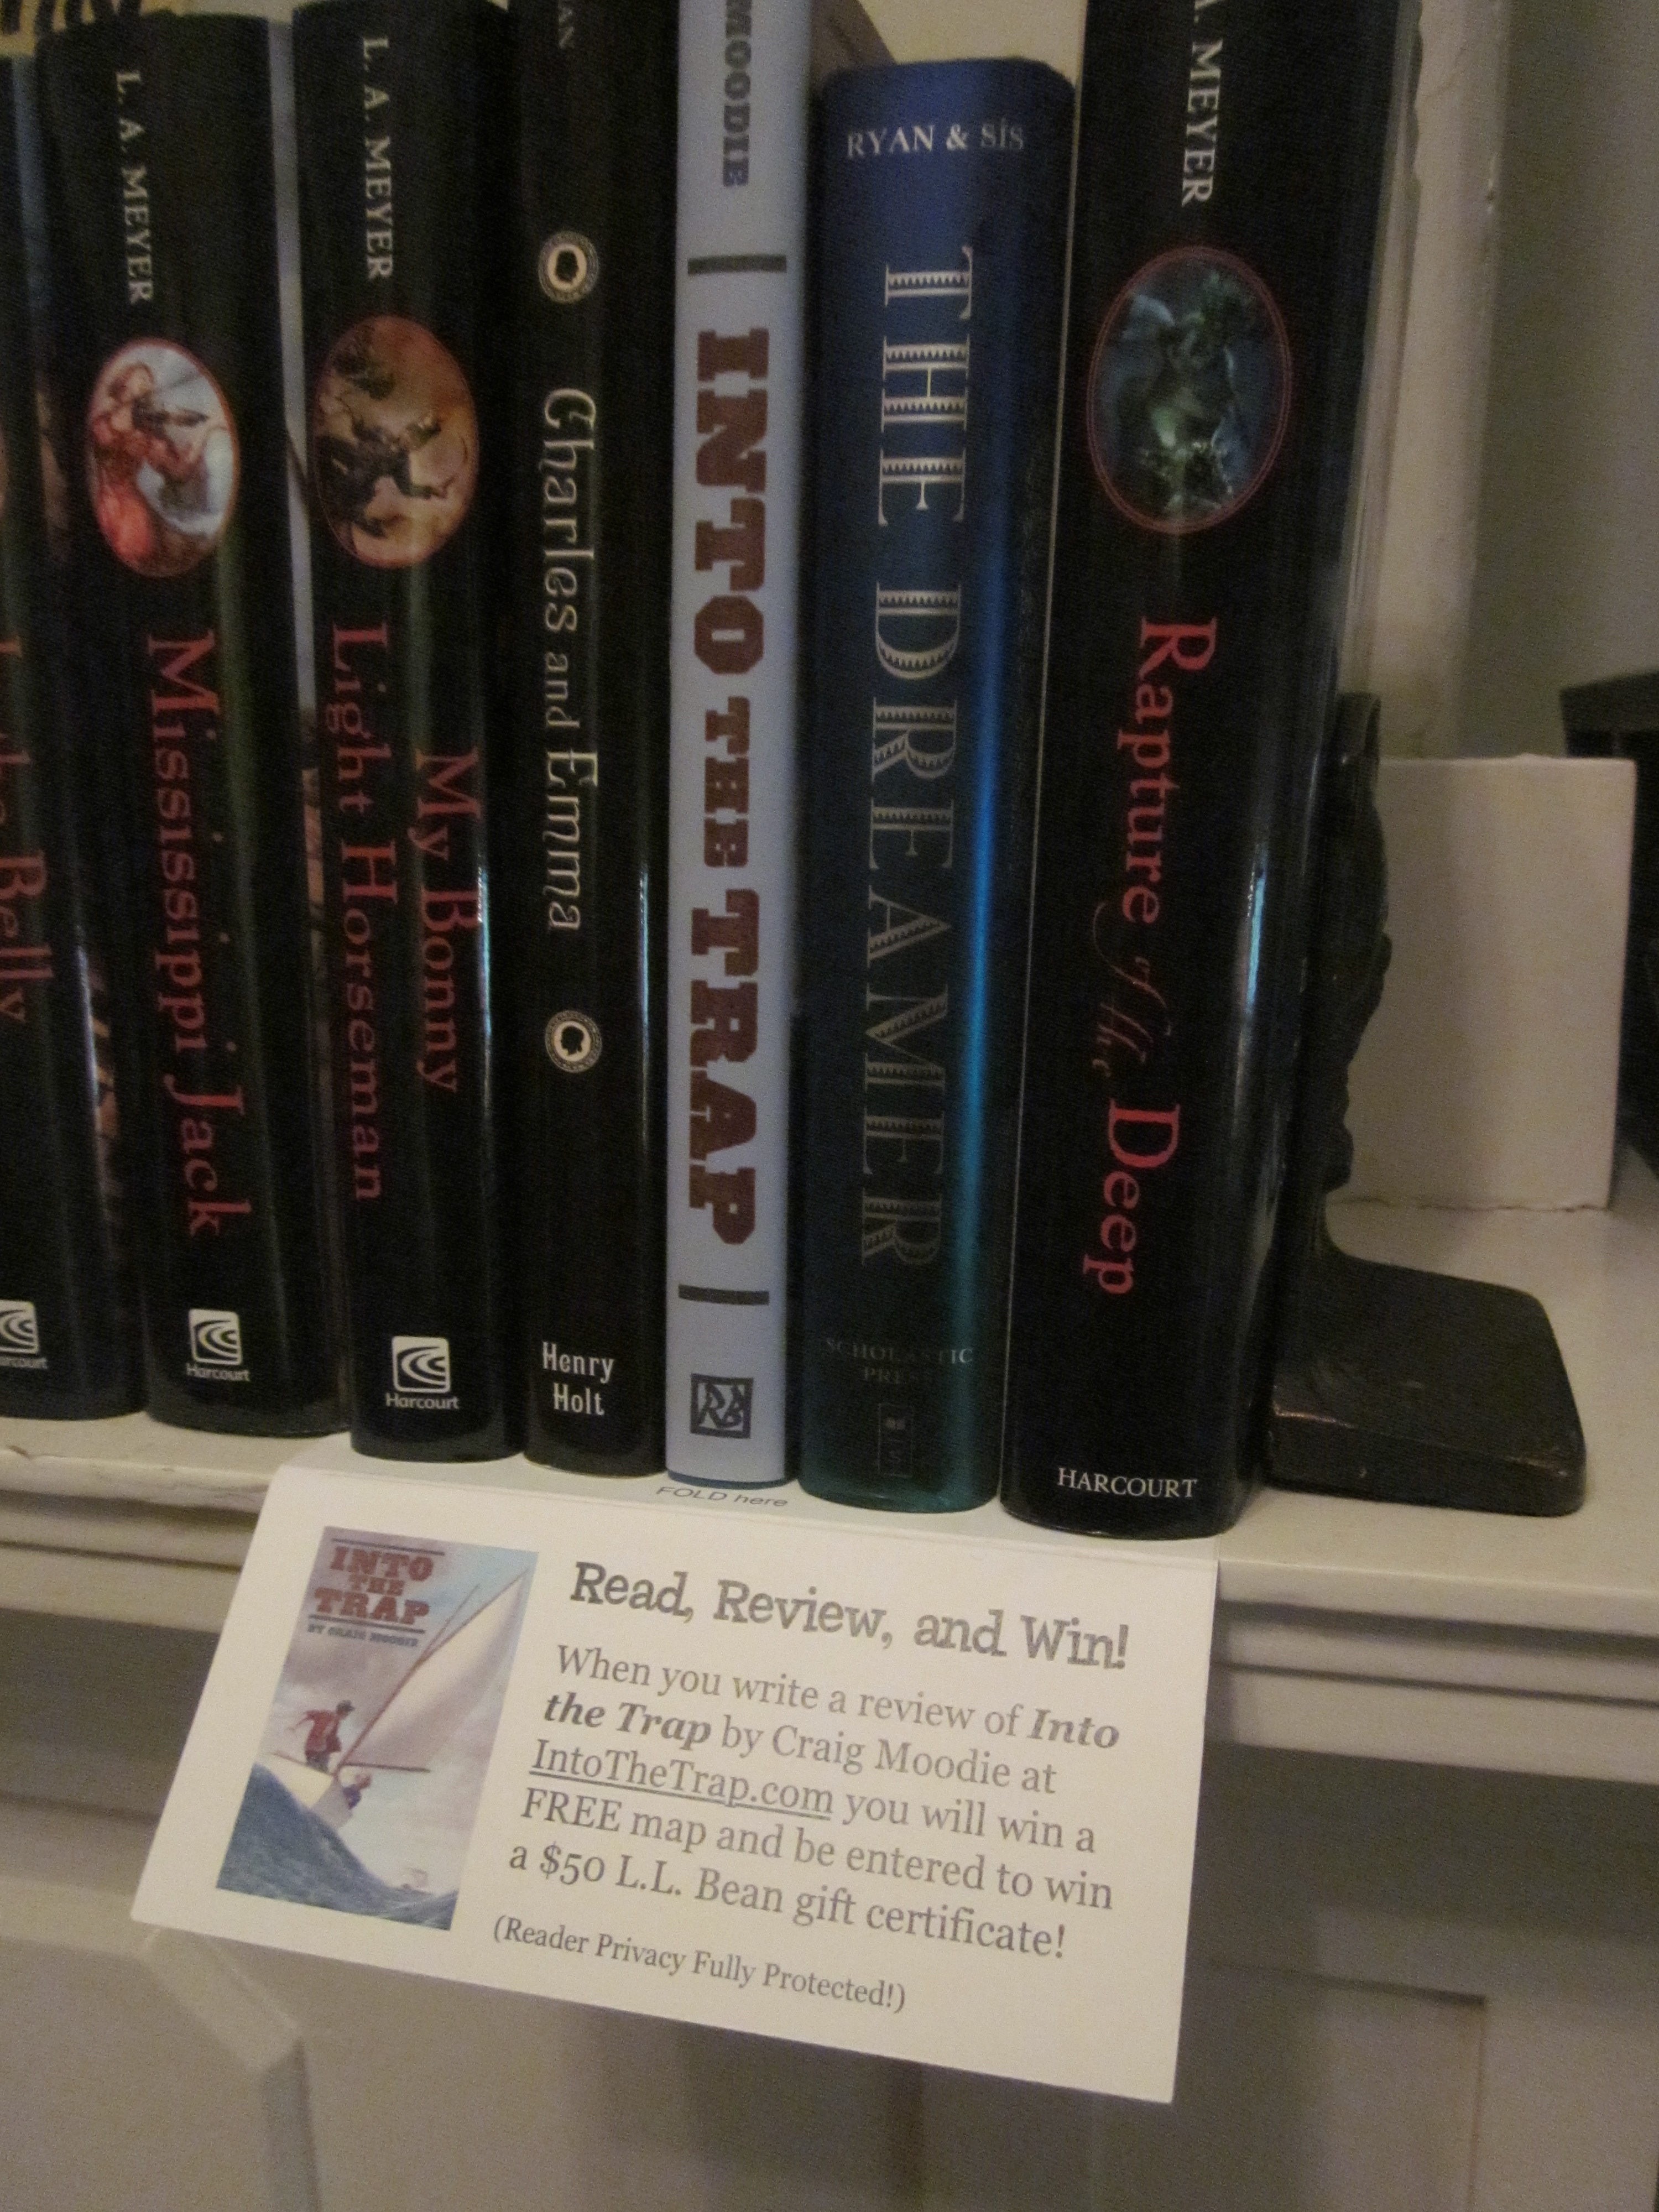 L. A. MEYER
Mississippi Jack
Harcourt
L. A. MEYER
My Bonny
Light Horseman
Harcourt
Charles and Emma
Henry
Holt
MOODIE
INTO THE TRAP
RB
RYAN & SÍS
THE DREAMER
SCHOLASTIC
PRESS
MEYER
Rapture of the Deep
HARCOURT
FOLD here
INTO
THE
TRAP
BY CRAIG MOODIE
Read, Review, and Win!
When you write a review of Into
the Trap by Craig Moodie at
IntoTheTrap.com you will win a
FREE map and be entered to win
a $50 L.L. Bean gift certificate!
(Reader Privacy Fully Protected!)